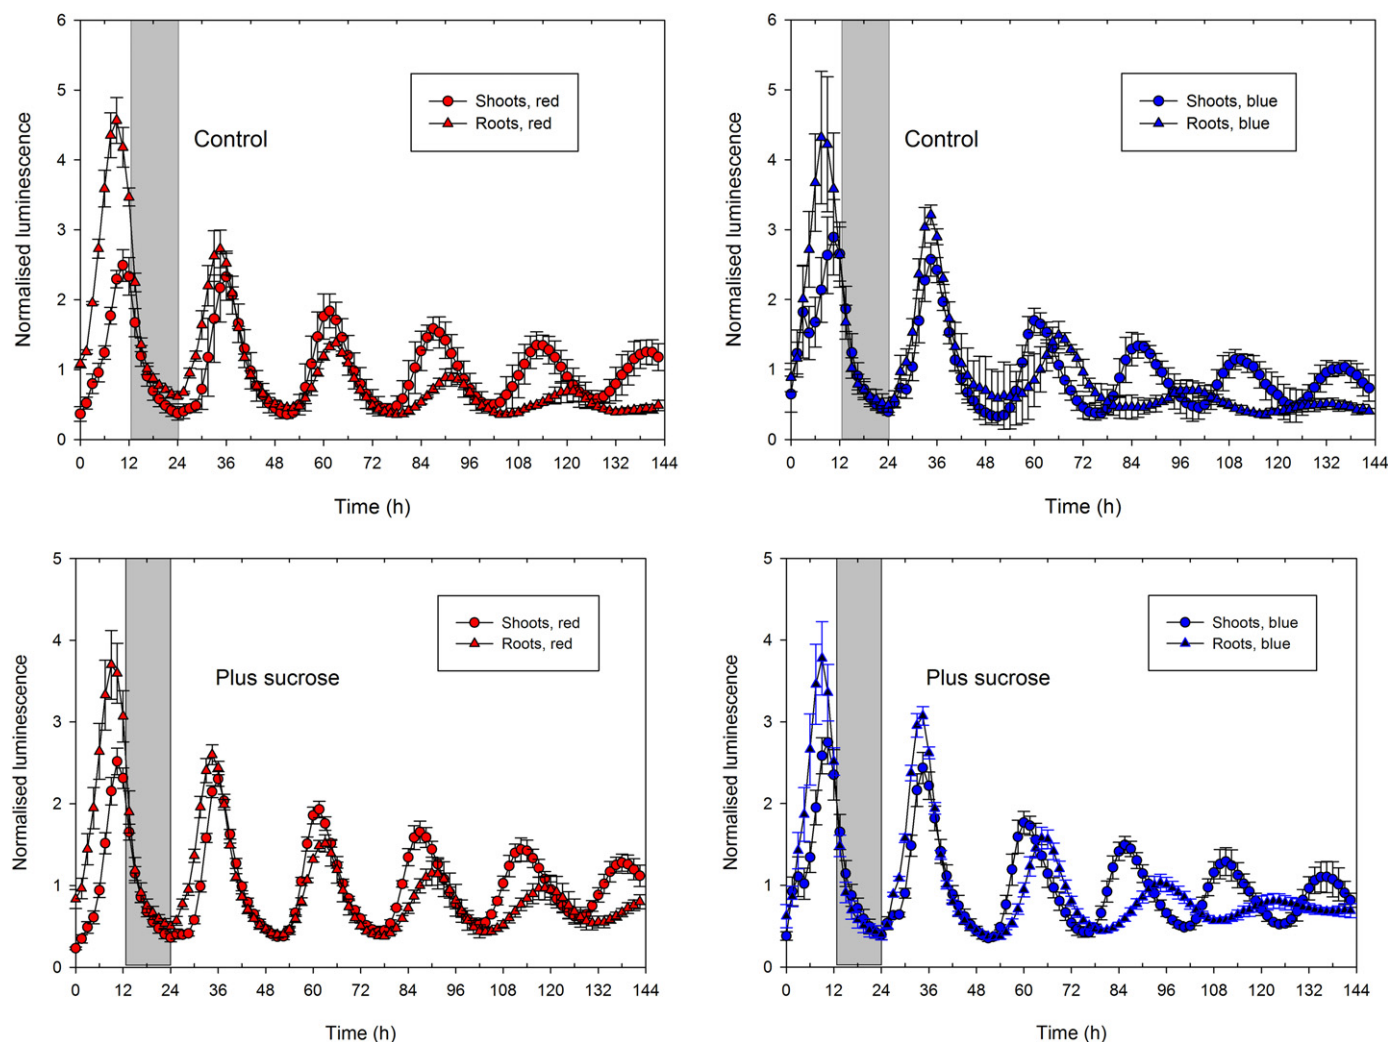 6
5
4
3
2
1
0
Normalised luminescence
Control
Shoots, red
Roots, red
0 12 24 36 48 60 72 84 96 108 120 132 144
Time (h)
6
5
4
3
2
1
0
Normalised luminescence
Control
Shoots, blue
Roots, blue
0 12 24 36 48 60 72 84 96 108 120 132 144
Time (h)
5
4
3
2
1
0
Normalised luminescence
Plus sucrose
Shoots, red
Roots, red
0 12 24 36 48 60 72 84 96 108 120 132 144
Time (h)
5
4
3
2
1
0
Normalised luminescence
Plus sucrose
Shoots, blue
Roots, blue
0 12 24 36 48 60 72 84 96 108 120 132 144
Time (h)